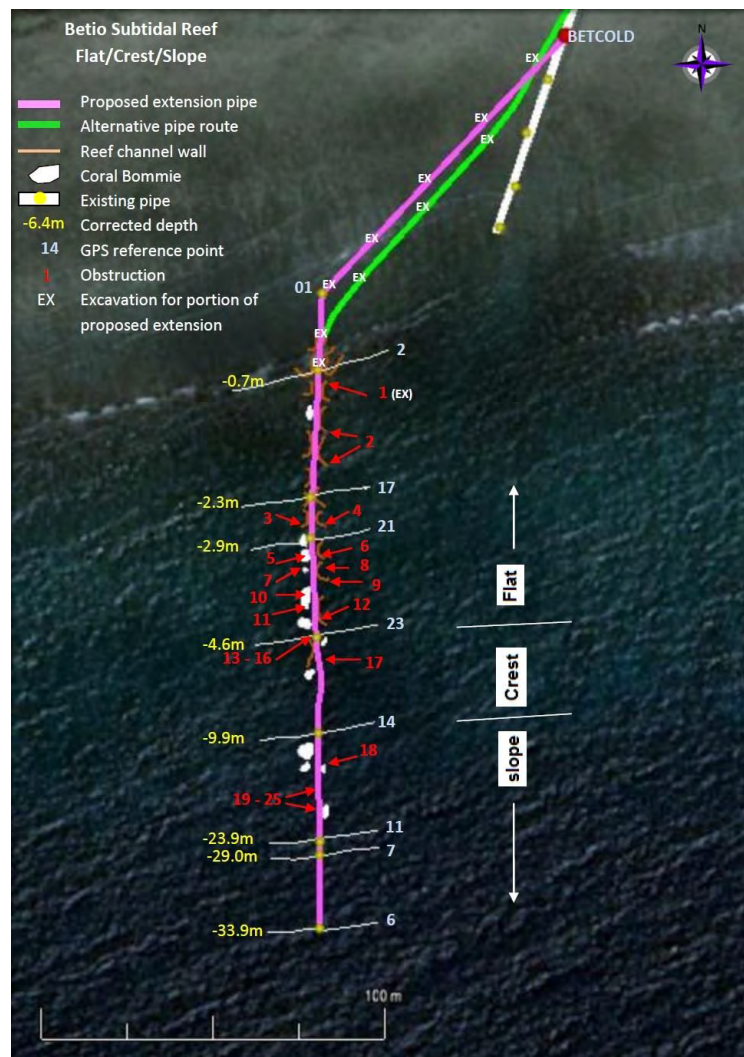 Betio Subtidal Reef
Flat/Crest/Slope
N
BETCOLD
Proposed extension pipe
Alternative pipe route
Reef channel wall
Coral Bommie
Existing pipe
-6.4m Corrected depth
14 GPS reference point
1 Obstruction
EX Excavation for portion of
proposed extension
EX
EX
EX
EX
EX
EX
EX
01
EX
EX
EX
EX
2
-0.7m
1 (EX)
2
17
-2.3m
3
4
21
-2.9m
6
5
8
7
9
10
12
11
23
-4.6m
13 - 16
17
14
-9.9m
18
19 - 25
11
-23.9m
7
-29.0m
6
-33.9m
Flat
Crest
slope
100 m